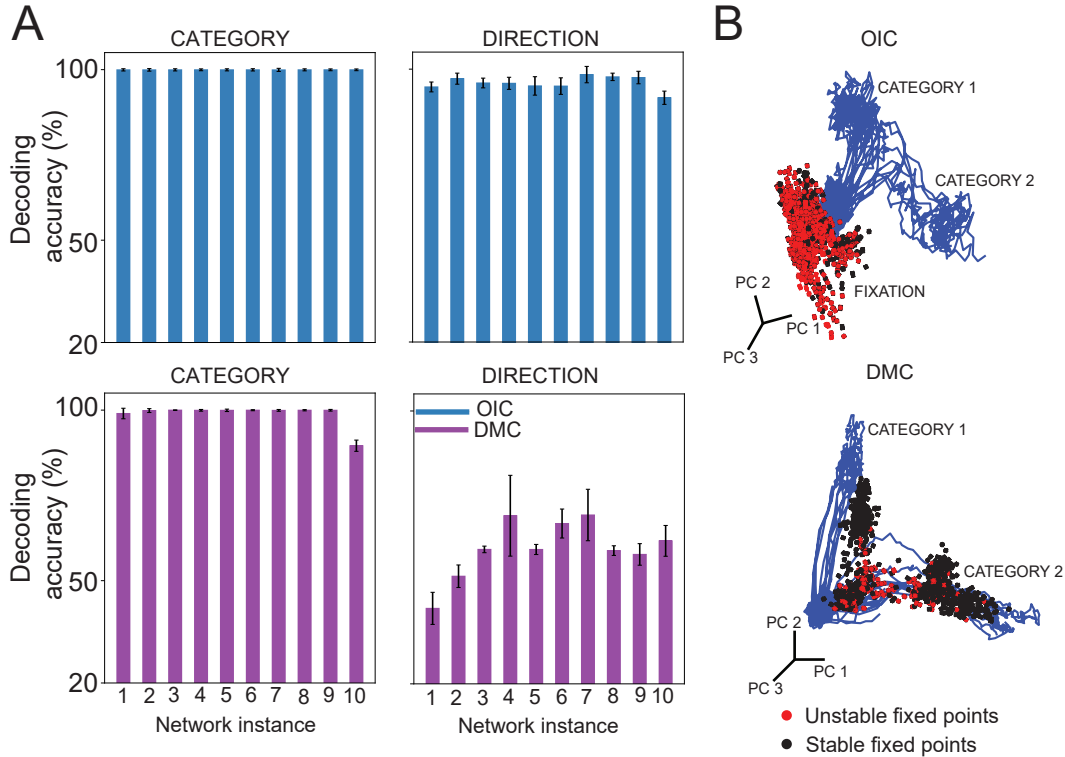 A
CATEGORY
DIRECTION
Decoding
accuracy (%)
100
50
20
CATEGORY
DIRECTION
OIC
DMC
Decoding
accuracy (%)
100
50
20
1 2 3 4 5 6 7 8 9 10
1 2 3 4 5 6 7 8 9 10
Network instance
Network instance
B
OIC
CATEGORY 1
CATEGORY 2
FIXATION
PC 2
PC 1
PC 3
DMC
CATEGORY 1
CATEGORY 2
PC 2
PC 1
PC 3
Unstable fixed points
Stable fixed points